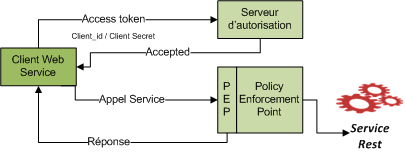 Access token
Serveur
d'autorisation
Client_id / Client Secret
Accepted
Client Web
Service
Appel Service
PEP
Policy
Enforcement
Point
Service
Rest
Réponse